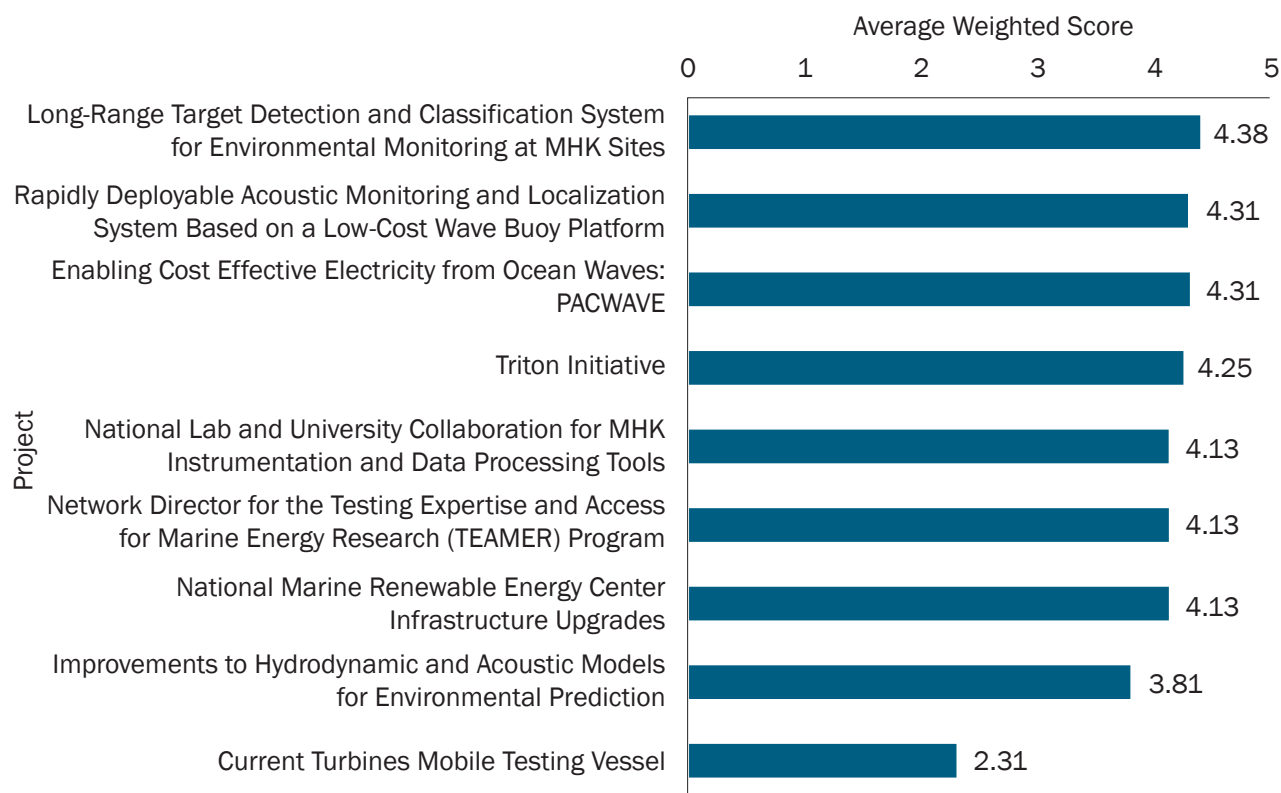 Average Weighted Score
0 1 2 3 4 5
Long-Range Target Detection and Classification System
for Environmental Monitoring at MHK Sites
4.38
Rapidly Deployable Acoustic Monitoring and Localization
System Based on a Low-Cost Wave Buoy Platform
4.31
Enabling Cost Effective Electricity from Ocean Waves:
PACWAVE
4.31
Triton Initiative
4.25
Project
National Lab and University Collaboration for MHK
Instrumentation and Data Processing Tools
4.13
Network Director for the Testing Expertise and Access
for Marine Energy Research (TEAMER) Program
4.13
National Marine Renewable Energy Center
Infrastructure Upgrades
4.13
Improvements to Hydrodynamic and Acoustic Models
for Environmental Prediction
3.81
Current Turbines Mobile Testing Vessel
2.31